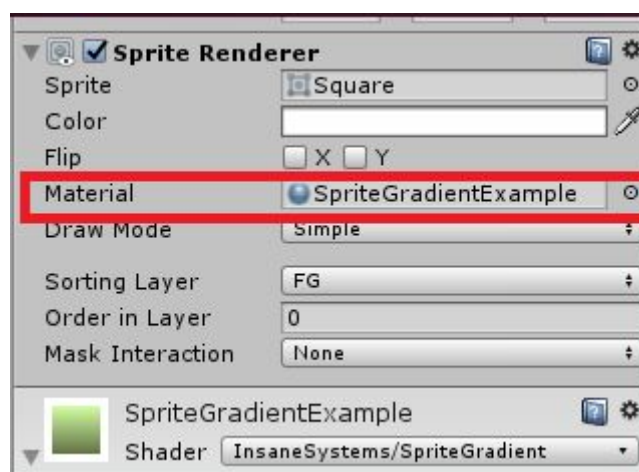 Sprite Renderer
Sprite Square
Color
Flip X Y
Material SpriteGradientExample
Draw Mode Simple
Sorting Layer FG
Order in Layer 0
Mask Interaction None
SpriteGradientExample
Shader InsaneSystems/SpriteGradient